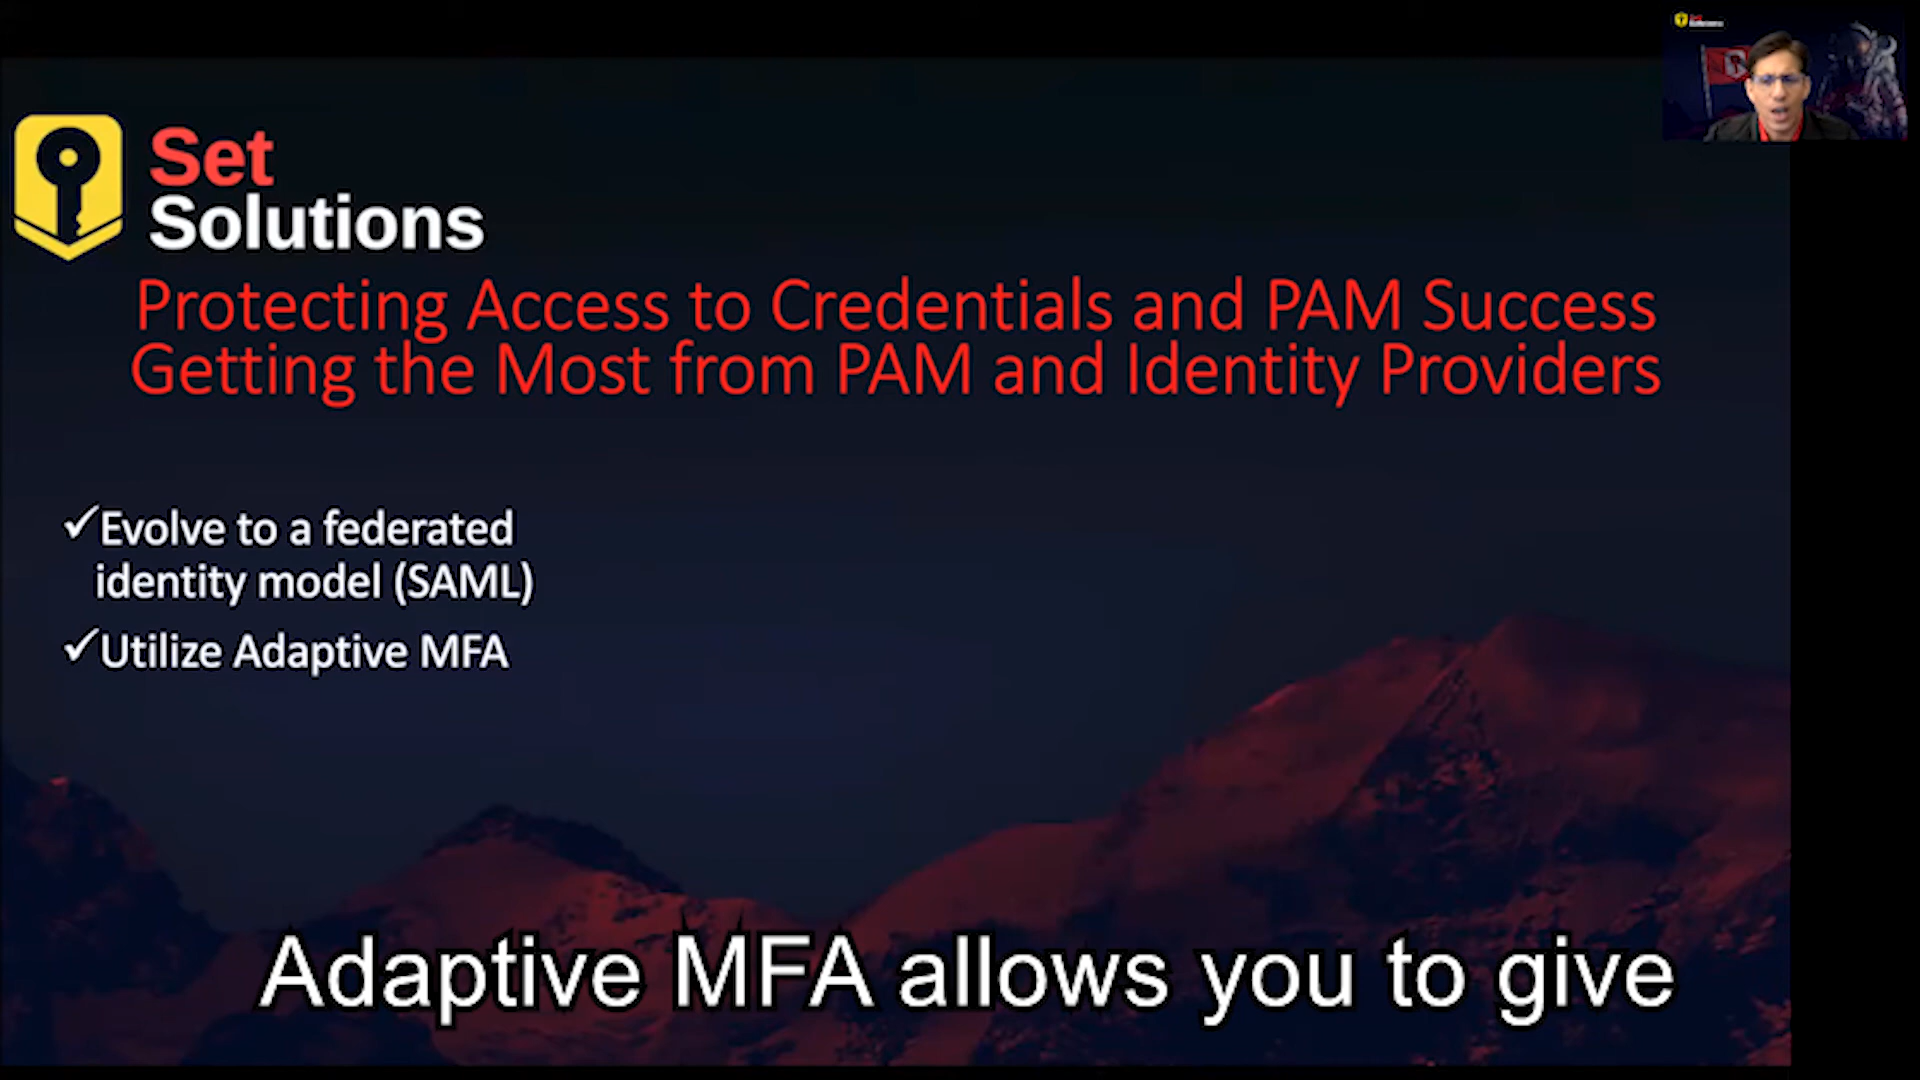 Set
Solutions
Protecting Access to Credentials and PAM Success
Getting the Most from PAM and Identity Providers
✓Evolve to a federated
identity model (SAML)
✓Utilize Adaptive MFA
Adaptive MFA allows you to give